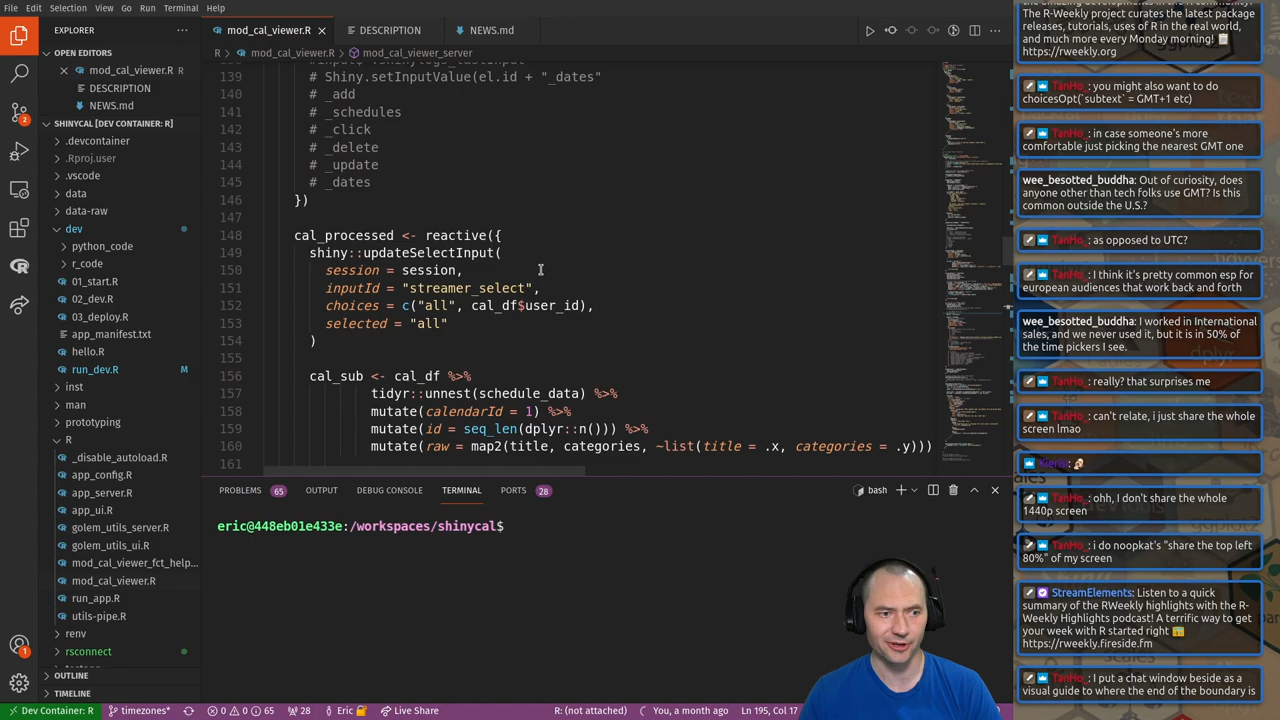 File Edit Selection View Go Run Terminal Help
EXPLORER
OPEN EDITORS
mod_cal_viewer.R
DESCRIPTION
NEWS.md
SHINYCAL [DEV CONTAINER: R]
.devcontainer
.Rproj.user
.vscode
data
data-raw
dev
python_code
r_code
01_start.R
02_dev.R
03_deploy.R
app_manifest.txt
hello.R
run_dev.R M
inst
man
prototyping
R
_disable_autoload.R
app_config.R
app_server.R
app_ui.R
golem_utils_server.R
golem_utils_ui.R
mod_cal_viewer_fct_help...
mod_cal_viewer.R
run_app.R
utils-pipe.R
renv
rsconnect
OUTLINE
TIMELINE
2
1
mod_cal_viewer.R
DESCRIPTION
NEWS.md
R > mod_cal_viewer.R > mod_cal_viewer_server
139 # Shiny.setInputValue(el.id + "_dates"
140 # _add
141 # _schedules
142 # _click
143 # _delete
144 # _update
145 # _dates
146 })
147
148 cal_processed <- reactive({
149 shiny::updateSelectInput(
150 session = session,
151 inputId = "streamer_select",
152 choices = c("all", cal_df$user_id),
153 selected = "all"
154 )
155
156 cal_sub <- cal_df %>%
157 tidyr::unnest(schedule_data) %>%
158 mutate(calendarId = 1) %>%
159 mutate(id = seq_len(dplyr::n())) %>%
160 mutate(raw = map2(title, categories, ~list(title = .x, categories = .y)))
161
PROBLEMS 65 OUTPUT DEBUG CONSOLE TERMINAL PORTS 28
bash
eric@448eb01e433e:/workspaces/shinycal$
Dev Container: R timezones* 0 0 65 28 Eric Live Share R: (not attached) You, a month ago Ln 195, Col 17
The R-Weekly project curates the latest package
releases, tutorials, uses of R in the real world,
and much more every Monday morning!
https://rweekly.org
TanHo_: you might also want to do
choicesOpt(`subtext` = GMT+1 etc)
TanHo_: in case someone's more
comfortable just picking the nearest GMT one
wee_besotted_buddha: Out of curiosity, does
anyone other than tech folks use GMT? Is this
common outside the U.S.?
TanHo_: as opposed to UTC?
TanHo_: I think it's pretty common esp for
european audiences that work back and forth
wee_besotted_buddha: I worked in International
sales, and we never used it, but it is in 50% of
the time pickers I see.
TanHo_: really? that surprises me
TanHo_: can't relate, i just share the whole
screen lmao
TanHo_: ohh, I don't share the whole
1440p screen
TanHo_: i do noopkat's "share the top left
80%" of my screen
StreamElements: Listen to a quick
summary of the RWeekly highlights with the R-
Weekly Highlights podcast! A terrific way to get
your week with R started right
https://rweekly.fireside.fm
TanHo_: I put a chat window beside as a
visual guide to where the end of the boundary is